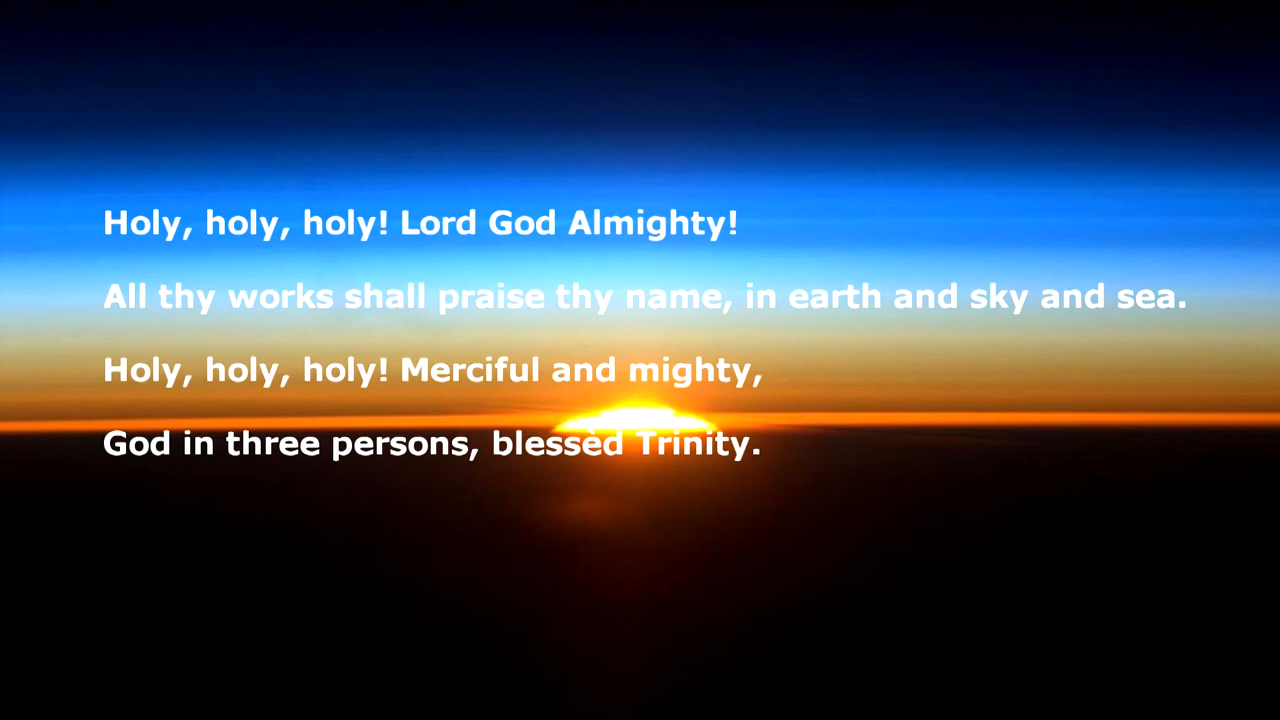 Holy, holy, holy! Lord God Almighty!
All thy works shall praise thy name, in earth and sky and sea.
Holy, holy, holy! Merciful and mighty,
God in three persons, blessèd Trinity.